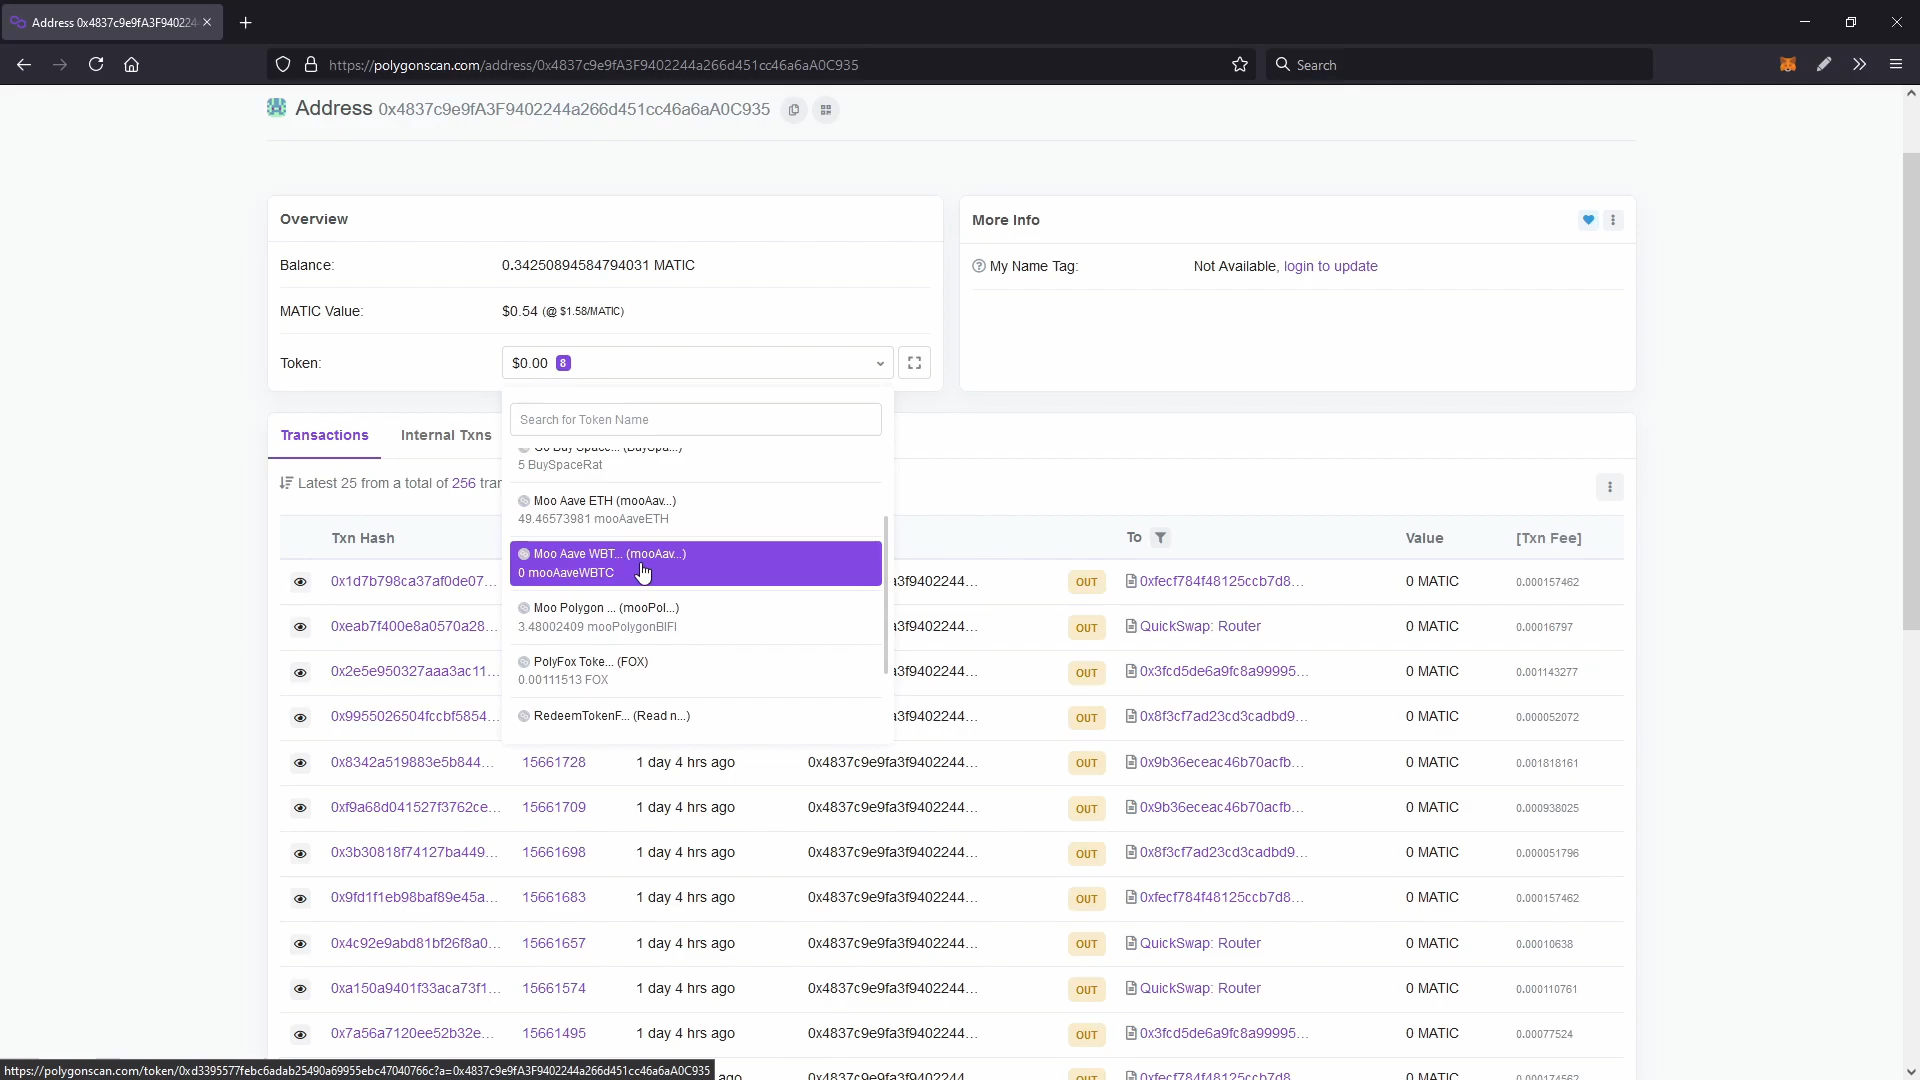 Address 0x4837c9e9fA3F940224
https://polygonscan.com/address/0x4837c9e9fA3F9402244a266d451cc46a6aA0C935
Search
Address 0x4837c9e9fA3F9402244a266d451cc46a6aA0C935
Overview
Balance: 0.34250894584794031 MATIC
MATIC Value: $0.54 (@ $1.58/MATIC)
Token: $0.00 8
More Info
My Name Tag: Not Available, login to update
Search for Token Name
Go Buy Space... (BuySpa...)
5 BuySpaceRat
Moo Aave ETH (mooAav...)
49.46573981 mooAaveETH
Moo Aave WBT... (mooAav...)
0 mooAaveWBTC
Moo Polygon ... (mooPol...)
3.48002409 mooPolygonBIFI
PolyFox Toke... (FOX)
0.00111513 FOX
RedeemTokenF... (Read n...)
Transactions Internal Txns
Latest 25 from a total of 256 tran
Txn Hash To Value [Txn Fee]
0x1d7b798ca37af0de07... a3f9402244... OUT 0xfecf784f48125ccb7d8... 0 MATIC 0.000157462
0xeab7f400e8a0570a28... a3f9402244... OUT QuickSwap: Router 0 MATIC 0.00016797
0x2e5e950327aaa3ac11... a3f9402244... OUT 0x3fcd5de6a9fc8a99995... 0 MATIC 0.001143277
0x9955026504fccbf5854... a3f9402244... OUT 0x8f3cf7ad23cd3cadbd9... 0 MATIC 0.000052072
0x8342a519883e5b844... 15661728 1 day 4 hrs ago 0x4837c9e9fa3f9402244... OUT 0x9b36eceac46b70acfb... 0 MATIC 0.001818161
0xf9a68d041527f3762ce... 15661709 1 day 4 hrs ago 0x4837c9e9fa3f9402244... OUT 0x9b36eceac46b70acfb... 0 MATIC 0.000938025
0x3b30818f74127ba449... 15661698 1 day 4 hrs ago 0x4837c9e9fa3f9402244... OUT 0x8f3cf7ad23cd3cadbd9... 0 MATIC 0.000051796
0x9fd1f1eb98baf89e45a... 15661683 1 day 4 hrs ago 0x4837c9e9fa3f9402244... OUT 0xfecf784f48125ccb7d8... 0 MATIC 0.000157462
0x4c92e9abd81bf26f8a0... 15661657 1 day 4 hrs ago 0x4837c9e9fa3f9402244... OUT QuickSwap: Router 0 MATIC 0.00010638
0xa150a9401f33aca73f1... 15661574 1 day 4 hrs ago 0x4837c9e9fa3f9402244... OUT QuickSwap: Router 0 MATIC 0.000110761
0x7a56a7120ee52b32e... 15661495 1 day 4 hrs ago 0x4837c9e9fa3f9402244... OUT 0x3fcd5de6a9fc8a99995... 0 MATIC 0.00077524
ago 0x4837c9e9fa3f9402244... OUT 0xfecf784f48125ccb7d8... 0 MATIC 0.000174562
https://polygonscan.com/token/0xd3395577febc6adab25490a69955ebc47040766c?a=0x4837c9e9fA3F9402244a266d451cc46a6aA0C935